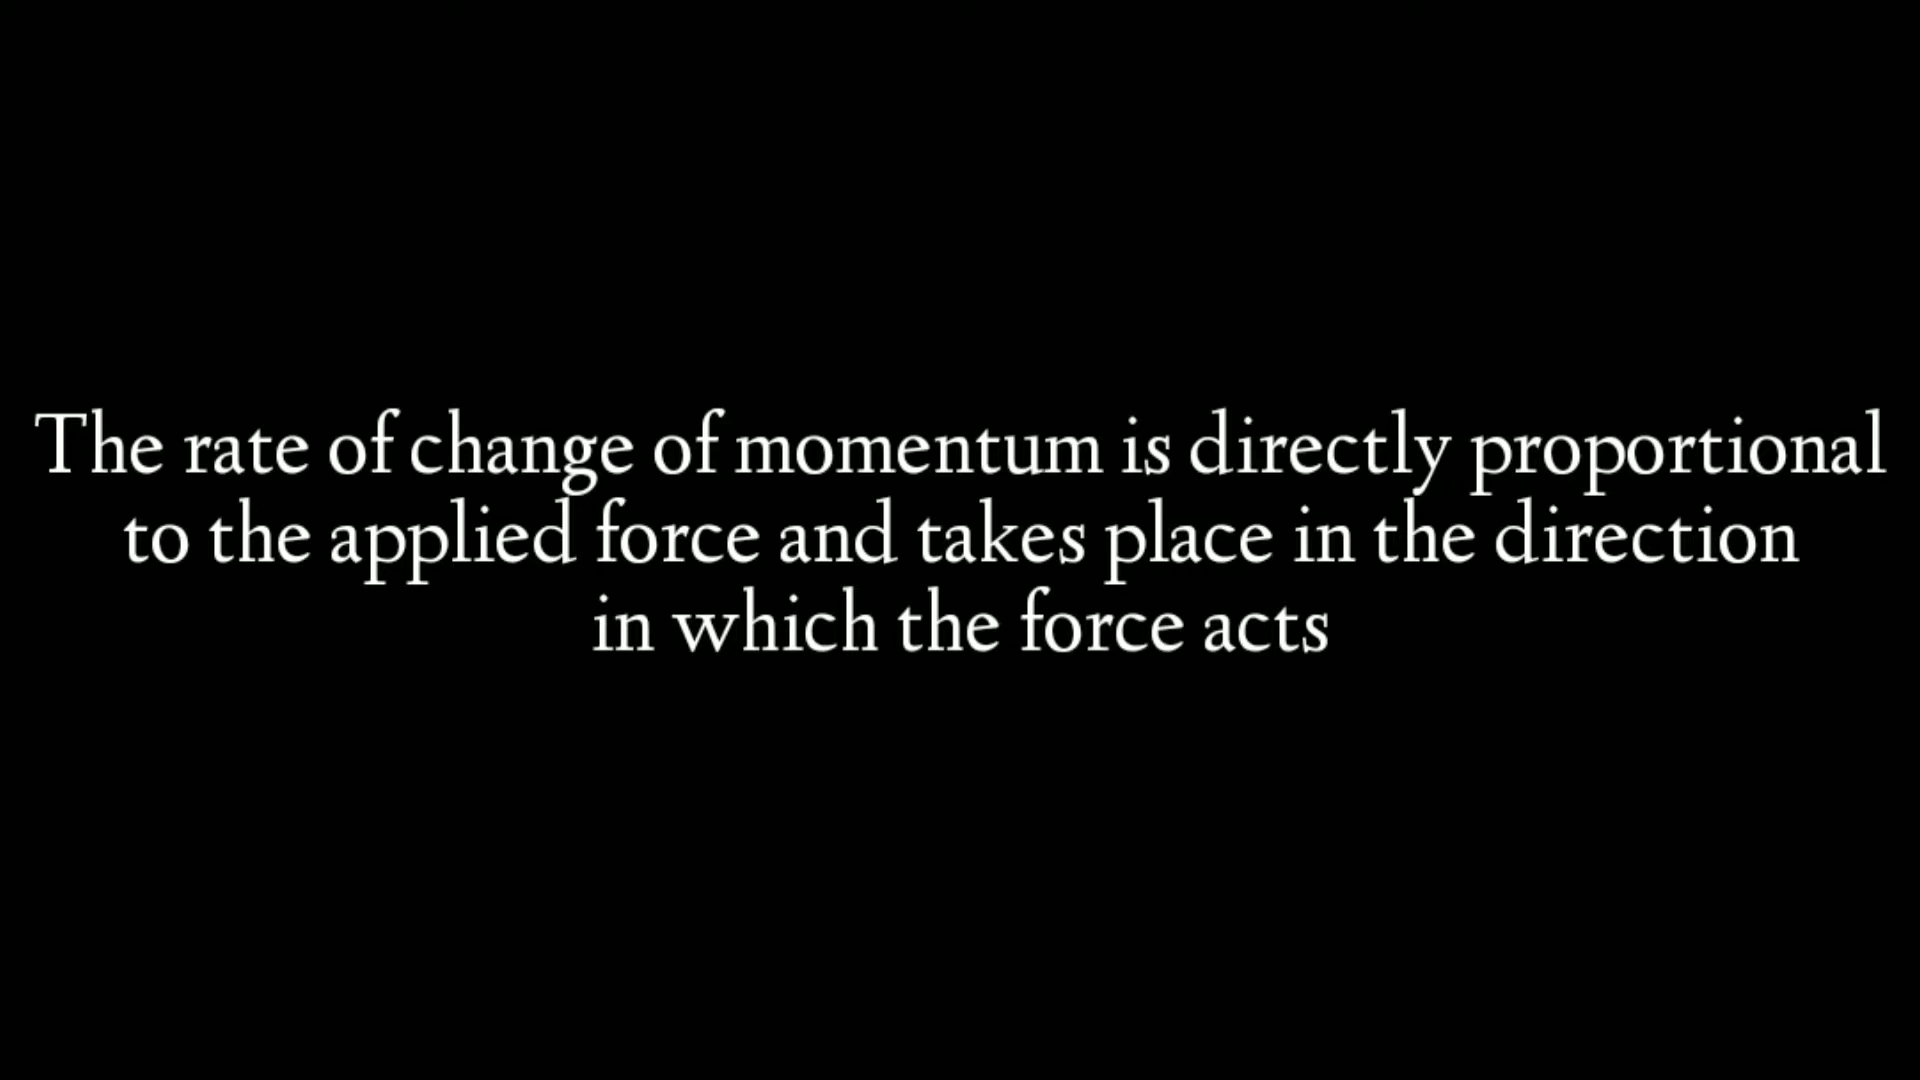 The rate of change of momentum is directly proportional
to the applied force and takes place in the direction
in which the force acts